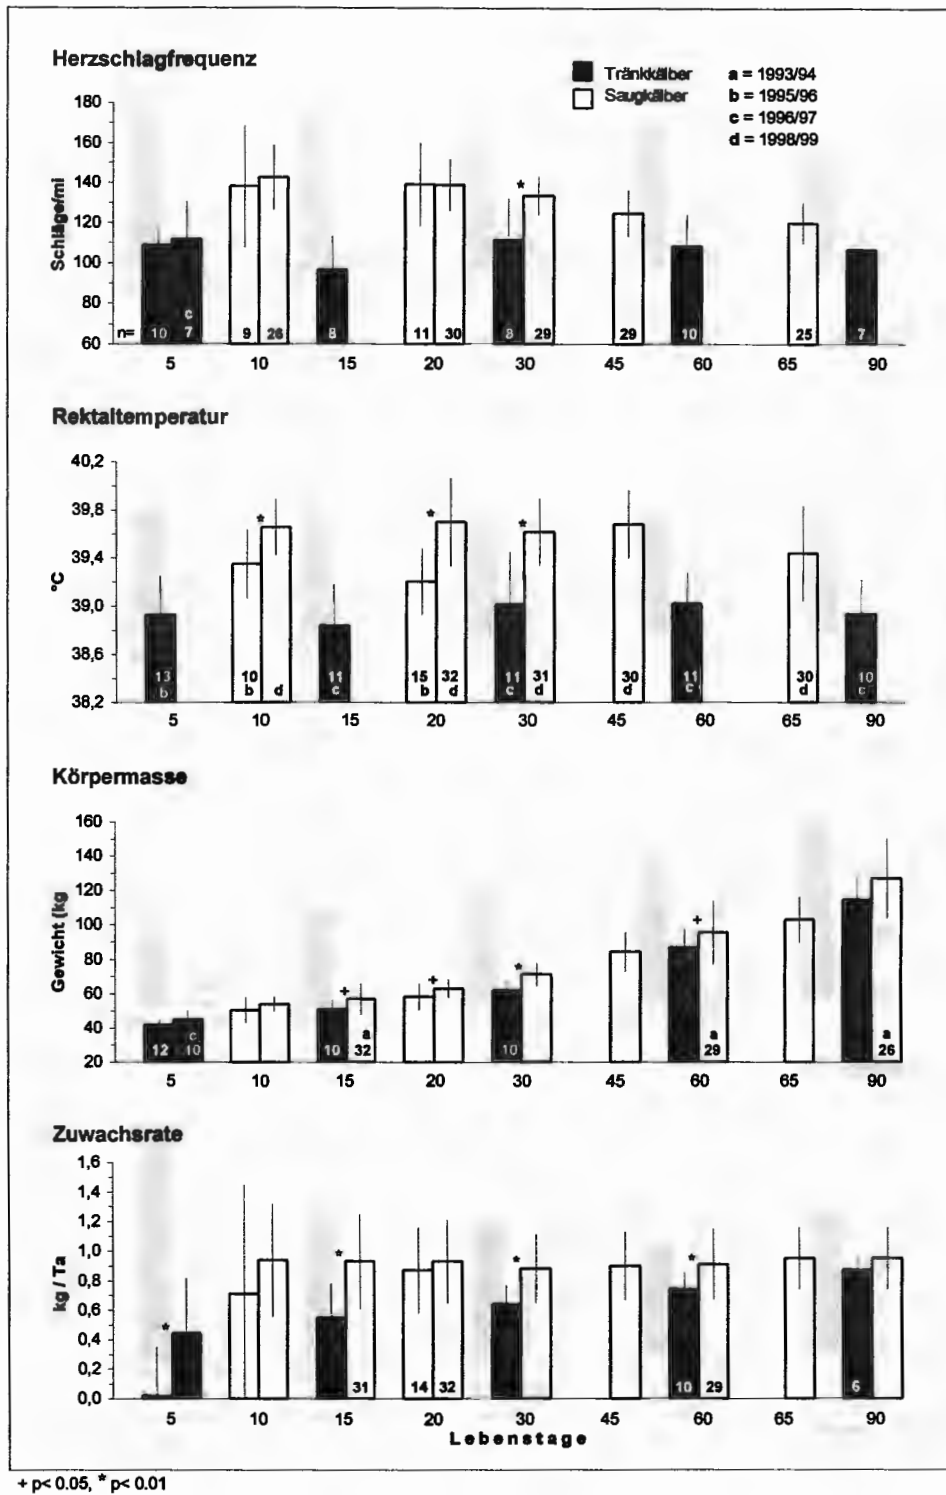 Herzschlagfrequenz
Tränkkälber
Saugkälber
a = 1993/94
b = 1995/96
c = 1996/97
d = 1998/99
Schläge/mi
180
160
140
120
100
80
60
n= 10 c 7 9 26 8 11 30 8 * 29 29 10 25 7
5 10 15 20 30 45 60 65 90
Rektaltemperatur
°C
40,2
39,8
39,4
39,0
38,6
38,2
* * *
13 10 11 15 32 11 31 30 11 30 10
b b d c b d c d d c d c
5 10 15 20 30 45 60 65 90
Körpermasse
Gewicht (kg
160
140
120
100
80
60
40
20
+ + * +
c a a a
12 10 10 32 10 29 26
5 10 15 20 30 45 60 65 90
Zuwachsrate
kg / Ta
1,6
1,4
1,2
1,0
0,8
0,6
0,4
0,2
0,0
* * * *
31 14 32 10 29 6
5 10 15 20 30 45 60 65 90
Lebenstage
+ p< 0.05, * p< 0.01